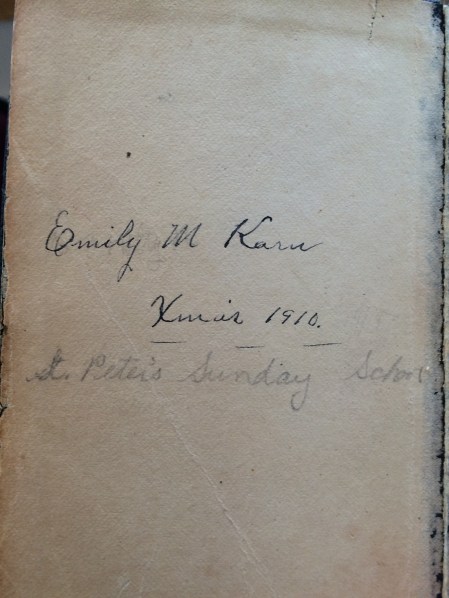 Emily M Karn
Xmas 1910.
St. Peter's Sunday School